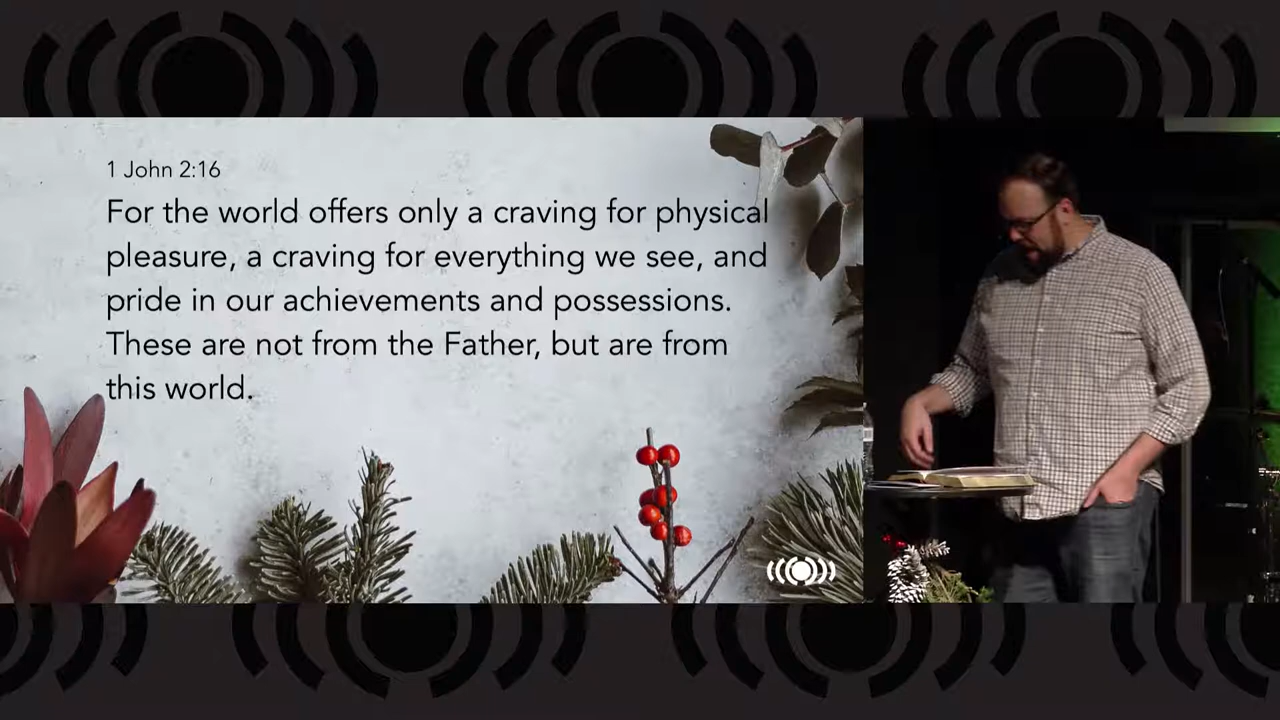 1 John 2:16
For the world offers only a craving for physical
pleasure, a craving for everything we see, and
pride in our achievements and possessions.
These are not from the Father, but are from
this world.